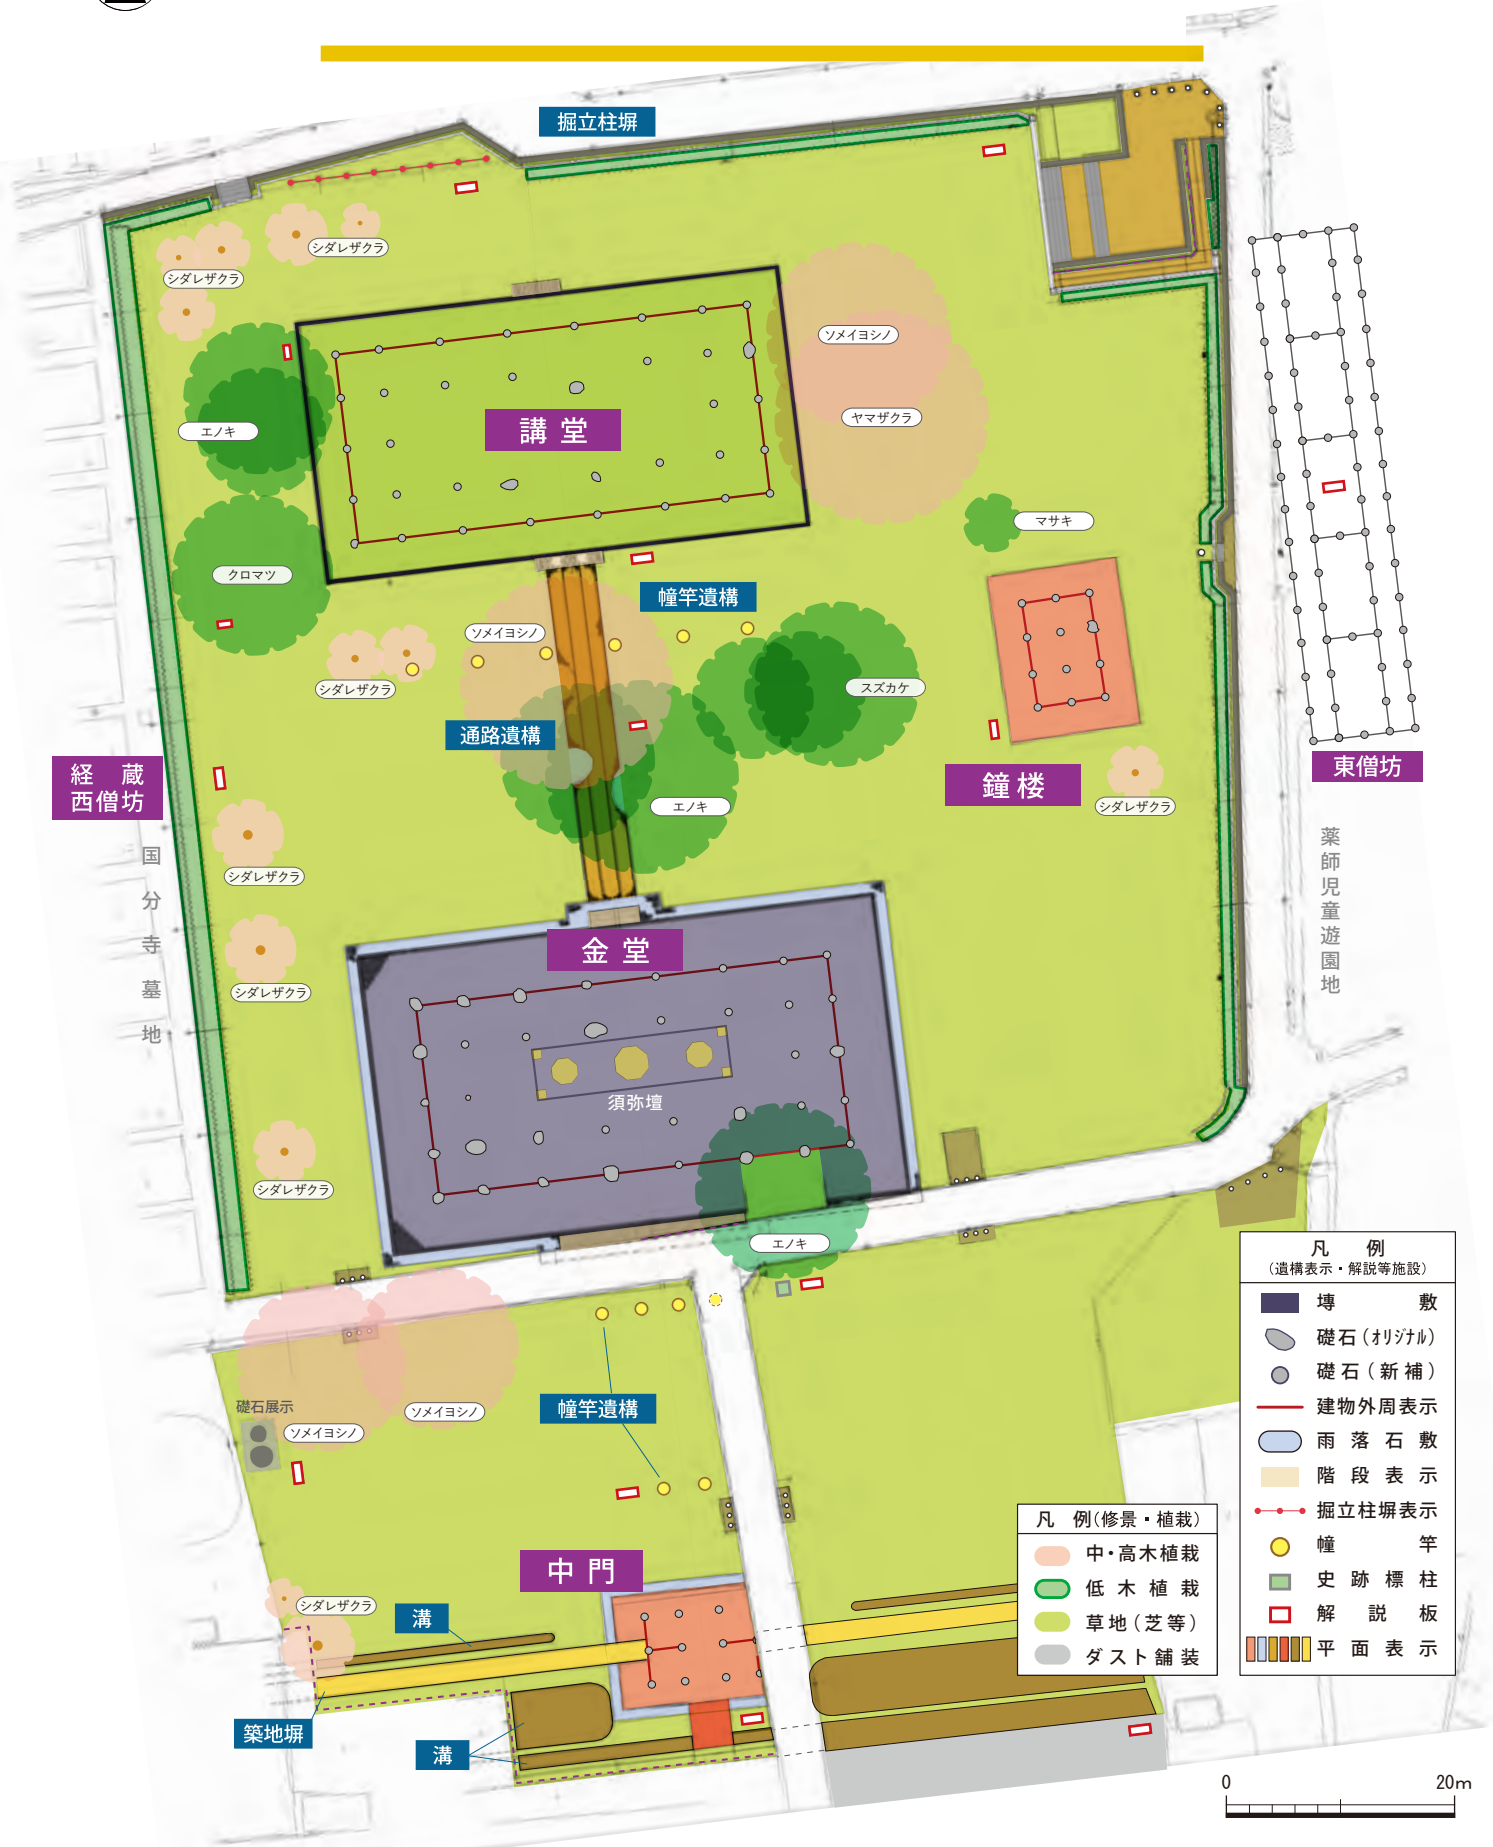 掘立柱塀
シダレザクラ
シダレザクラ
ソメイヨシノ
ヤマザクラ
講堂
エノキ
マサキ
クロマツ
幢竿遺構
ソメイヨシノ
シダレザクラ
スズカケ
通路遺構
経蔵
西僧坊
鐘楼
東僧坊
エノキ
シダレザクラ
国分寺墓地
薬師児童遊園地
シダレザクラ
金堂
シダレザクラ
須弥壇
シダレザクラ
エノキ
礎石展示
ソメイヨシノ
ソメイヨシノ
幢竿遺構
中門
シダレザクラ
溝
築地塀
溝
凡 例(修景・植栽)
中・高木植栽
低木植栽
草地(芝等)
ダスト舗装
凡 例
(遺構表示・解説等施設)
塼敷
礎石(オリジナル)
礎石(新補)
建物外周表示
雨落石敷
階段表示
掘立柱塀表示
幢竿
史跡標柱
解説板
平面表示
0 20m